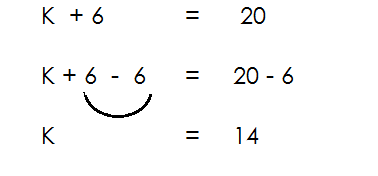 K + 6 = 20
K + 6 - 6 = 20 - 6
K = 14